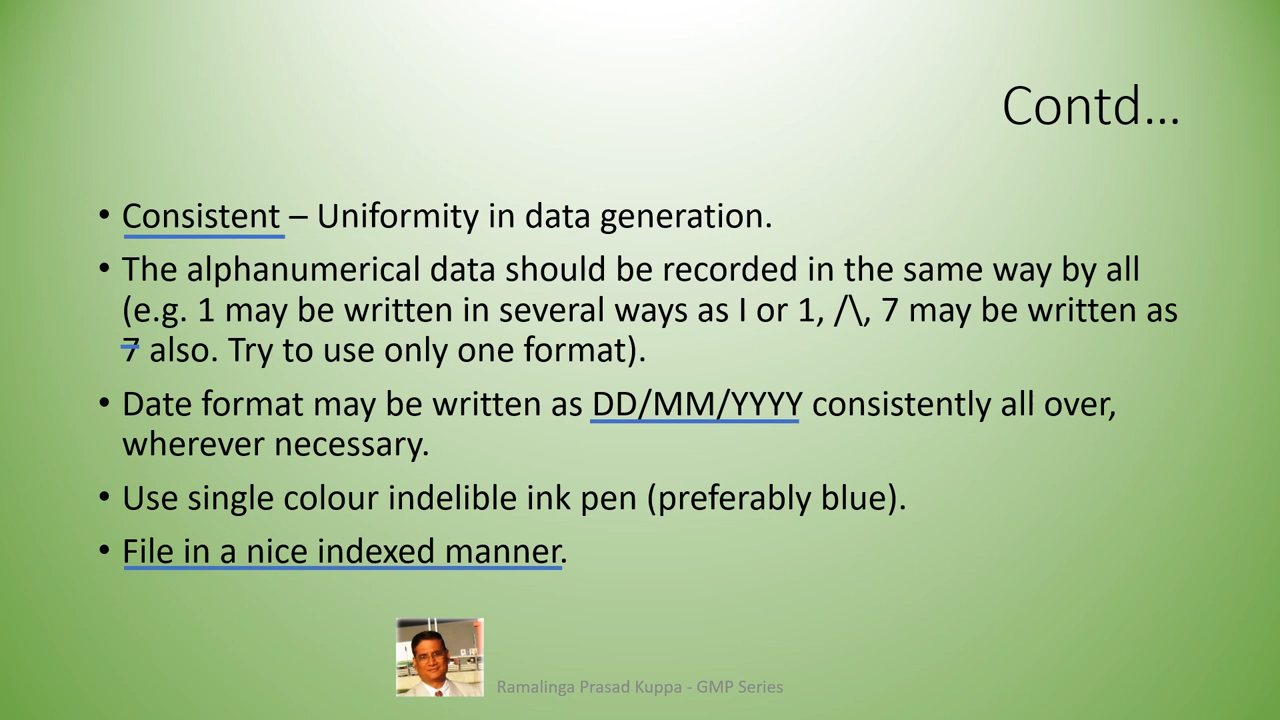 Contd...
• Consistent – Uniformity in data generation.
• The alphanumerical data should be recorded in the same way by all
(e.g. 1 may be written in several ways as I or 1, /\, 7 may be written as
7 also. Try to use only one format).
• Date format may be written as DD/MM/YYYY consistently all over,
wherever necessary.
• Use single colour indelible ink pen (preferably blue).
• File in a nice indexed manner.
Ramalinga Prasad Kuppa - GMP Series